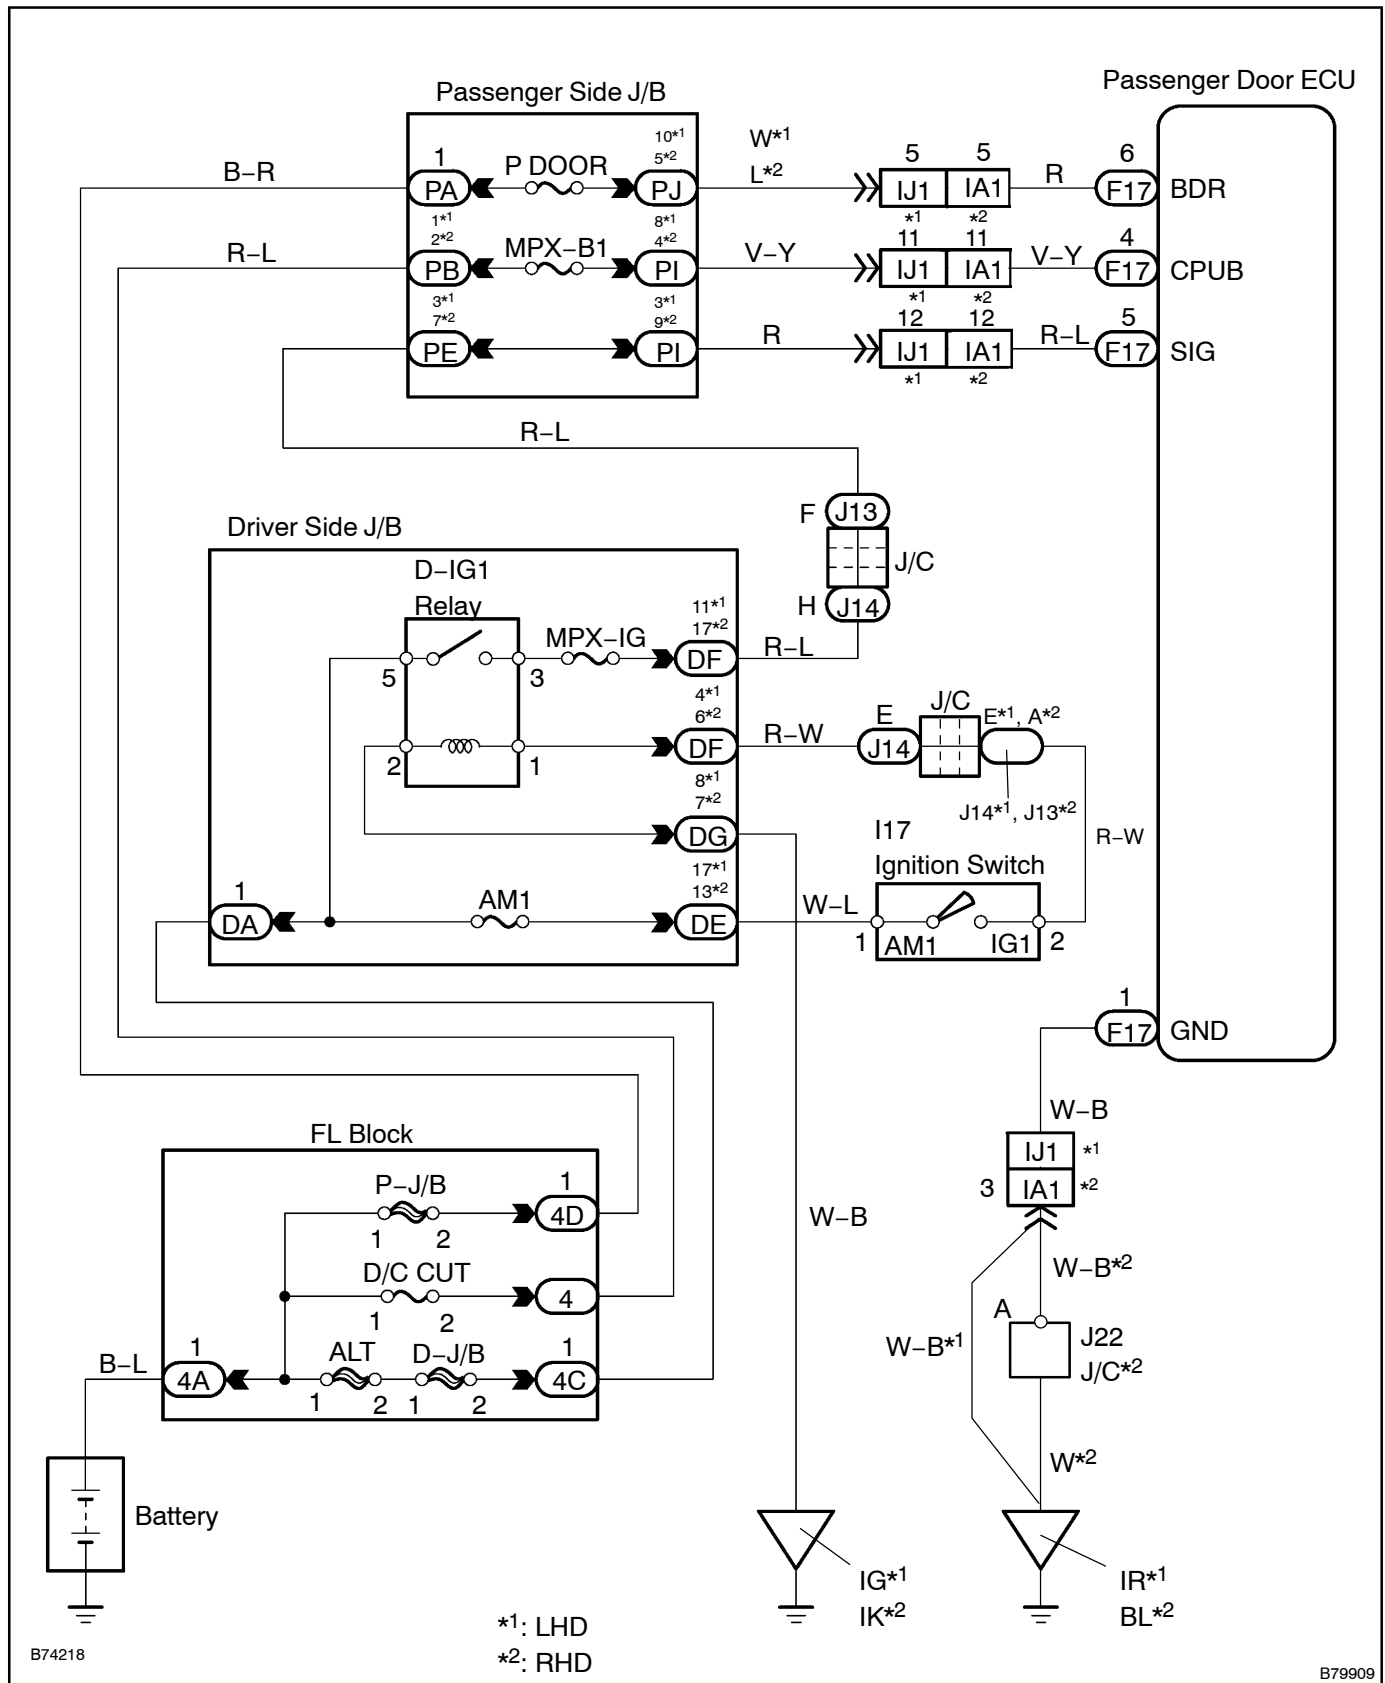 Passenger Side J/B
Passenger Door ECU
B–R
1
PA
P DOOR
10*1
5*2
PJ
W*1
L*2
5
5
IJ1
IA1
*1
*2
R
6
F17
BDR
R–L
1*1
2*2
PB
MPX–B1
8*1
4*2
PI
V–Y
11
11
IJ1
IA1
*1
*2
V–Y
4
F17
CPUB
3*1
7*2
PE
3*1
9*2
PI
R
12
12
IJ1
IA1
*1
*2
R–L
5
F17
SIG
R–L
F
J13
J/C
H
J14
Driver Side J/B
D–IG1
Relay
5
3
MPX–IG
11*1
17*2
DF
R–L
2
1
4*1
6*2
DF
R–W
E
J14
J/C
E*1, A*2
J14*1, J13*2
R–W
8*1
7*2
DG
I17
Ignition Switch
1
DA
AM1
17*1
13*2
DE
W–L
1
AM1
IG1
2
1
F17
GND
W–B
IJ1
*1
3
IA1
*2
W–B
W–B*2
W–B*1
A
J22
J/C*2
W*2
FL Block
P–J/B
1
2
1
4D
D/C CUT
1
2
4
B–L
1
4A
ALT
1
2
D–J/B
1
2
1
4C
Battery
IG*1
IK*2
IR*1
BL*2
*1: LHD
*2: RHD
B74218
B79909